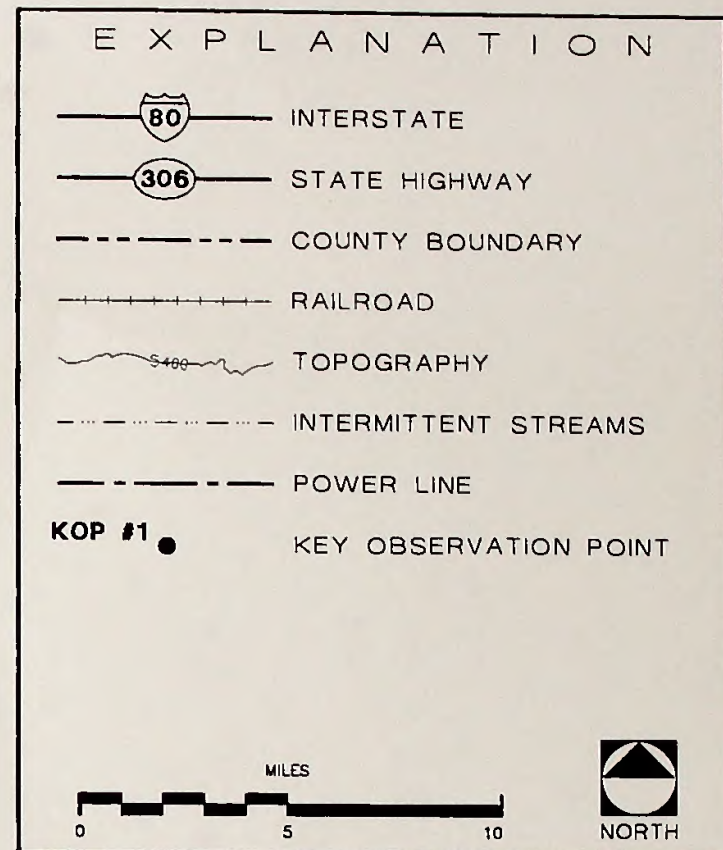 EXPLANATION
80 INTERSTATE
306 STATE HIGHWAY
COUNTY BOUNDARY
RAILROAD
5400 TOPOGRAPHY
INTERMITTENT STREAMS
POWER LINE
KOP #1 KEY OBSERVATION POINT
MILES
0 5 10
NORTH